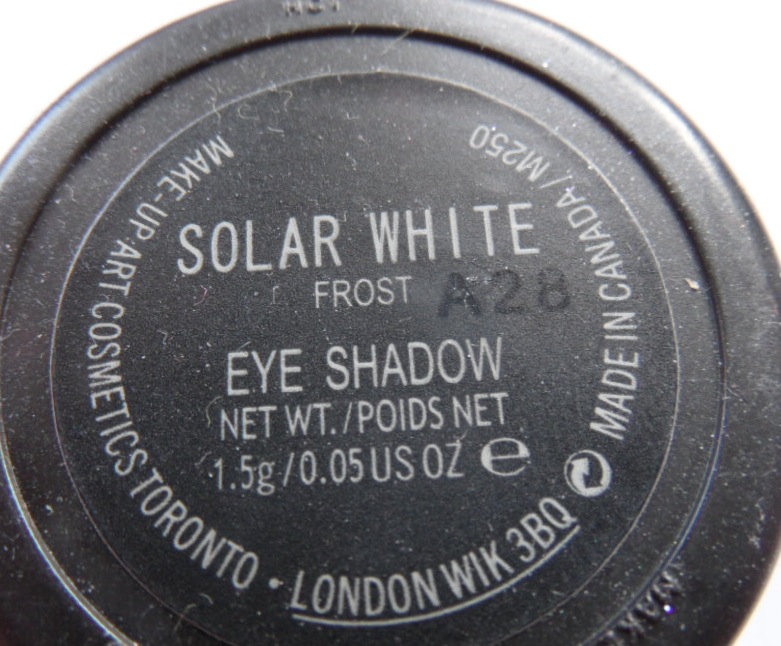 SOLAR WHITE
FROST
A28
EYE SHADOW
NET WT./POIDS NET
1.5g/0.05 US OZ e
MAKE-UP ART COSMETICS TORONTO • LONDON WIK 3BQ
MADE IN CANADA / M250